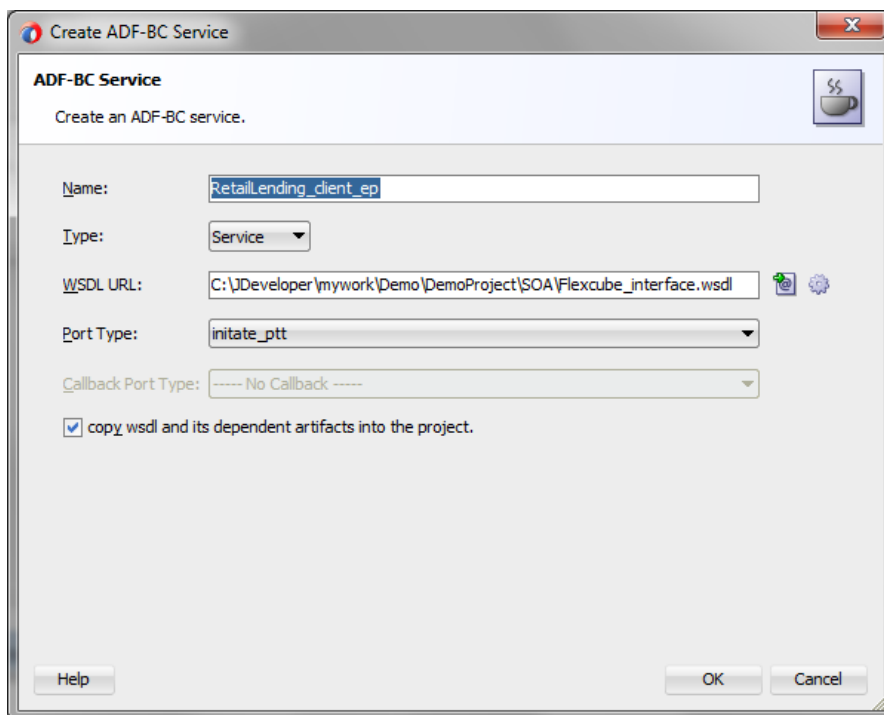 Create ADF-BC Service
ADF-BC Service
Create an ADF-BC service.
Name: RetailLending_client_ep
Type: Service
WSDL URL: C:\JDeveloper\mywork\Demo\DemoProject\SOA\Flexcube_interface.wsdl
Port Type: initate_ptt
Callback Port Type: ----- No Callback -----
copy wsdl and its dependent artifacts into the project.
Help OK Cancel